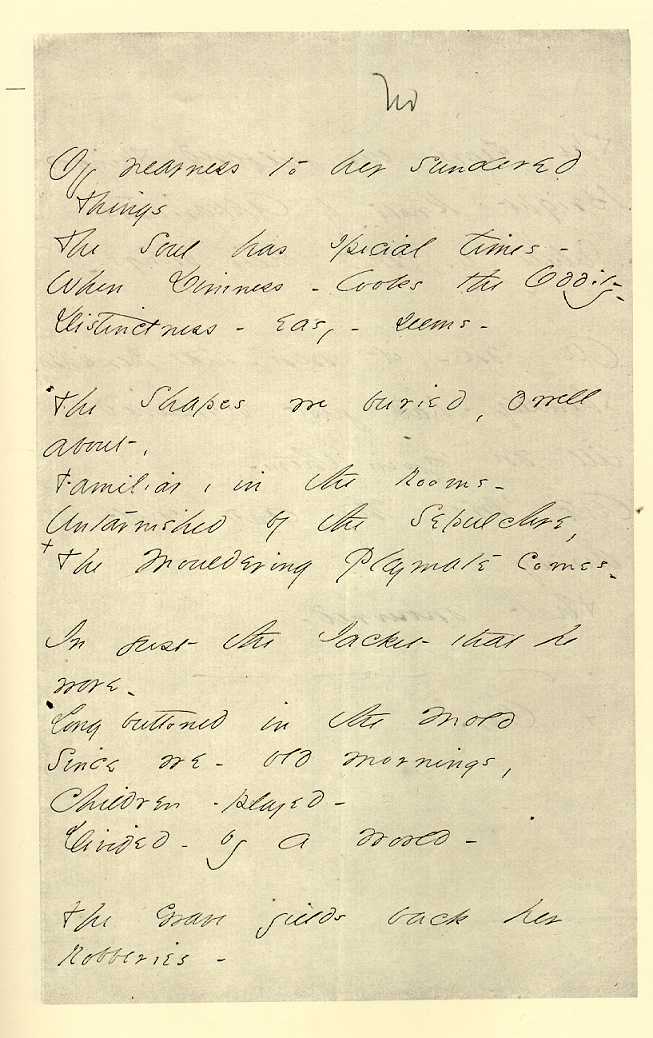 Of nearness to her sundered
Things
The Soul has special times -
When Dimness - looks the Oddity -
Distinctness - easy - seems -
The Shapes we buried, dwell
about,
Familiar, in the Rooms -
Untarnished by the Sepulchre,
+ The Mouldering Playmate comes -
In just the Jacket that he
wore -
Long buttoned in the Mold
Since we - old mornings,
Children - played -
Divided - by a world -
The Grave yields back her
Robberies -